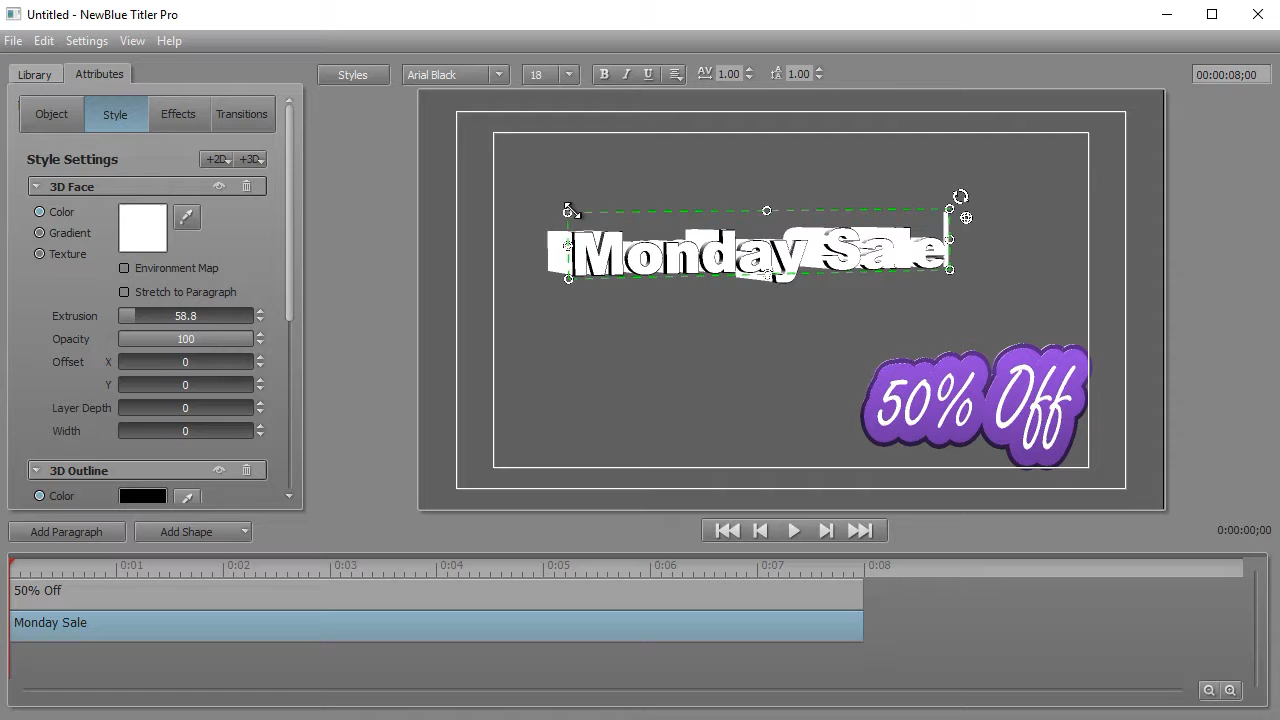 Untitled - NewBlue Titler Pro
File Edit Settings View Help
Library Attributes Styles Arial Black 18 B I U AV 1.00 A 1.00 00:00:08;00
Object Style Effects Transitions
Style Settings +2D +3D
3D Face
Color
Gradient
Texture
Environment Map
Stretch to Paragraph
Extrusion 58.8
Opacity 100
Offset X 0
Y 0
Layer Depth 0
Width 0
3D Outline
Color
Monday Sale
50% Off
Add Paragraph Add Shape 0:00:00;00
0:01 0:02 0:03 0:04 0:05 0:06 0:07 0:08
50% Off
Monday Sale